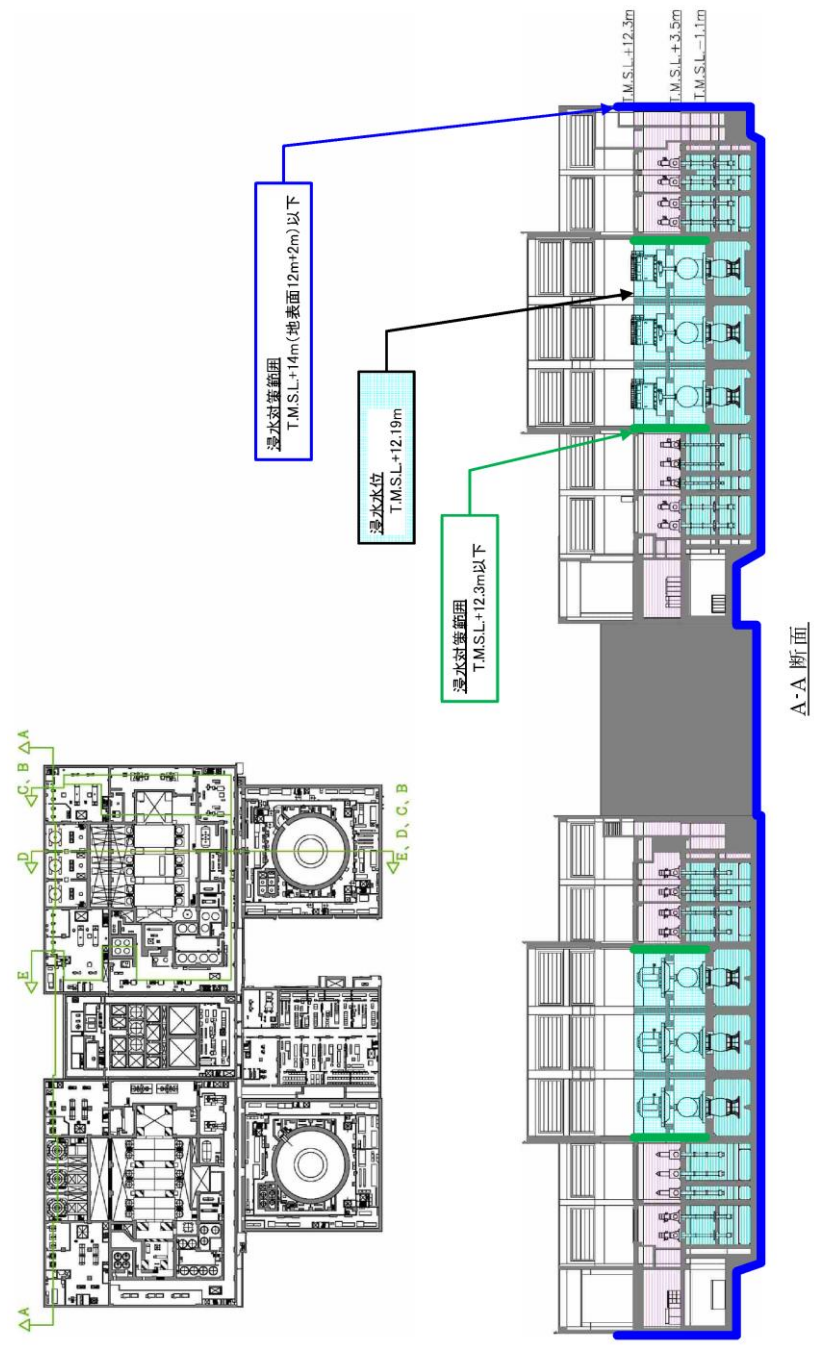 T.M.S.L.+12.3m
T.M.S.L.+3.5m
T.M.S.L.-1.1m
浸水対策範囲
T.M.S.L.+14m(地表面12m+2m)以下
浸水水位
T.M.S.L.+12.19m
浸水対策範囲
T.M.S.L.+12.3m以下
A-A 断面
A
C、B
D
E
A
E、D、C、B